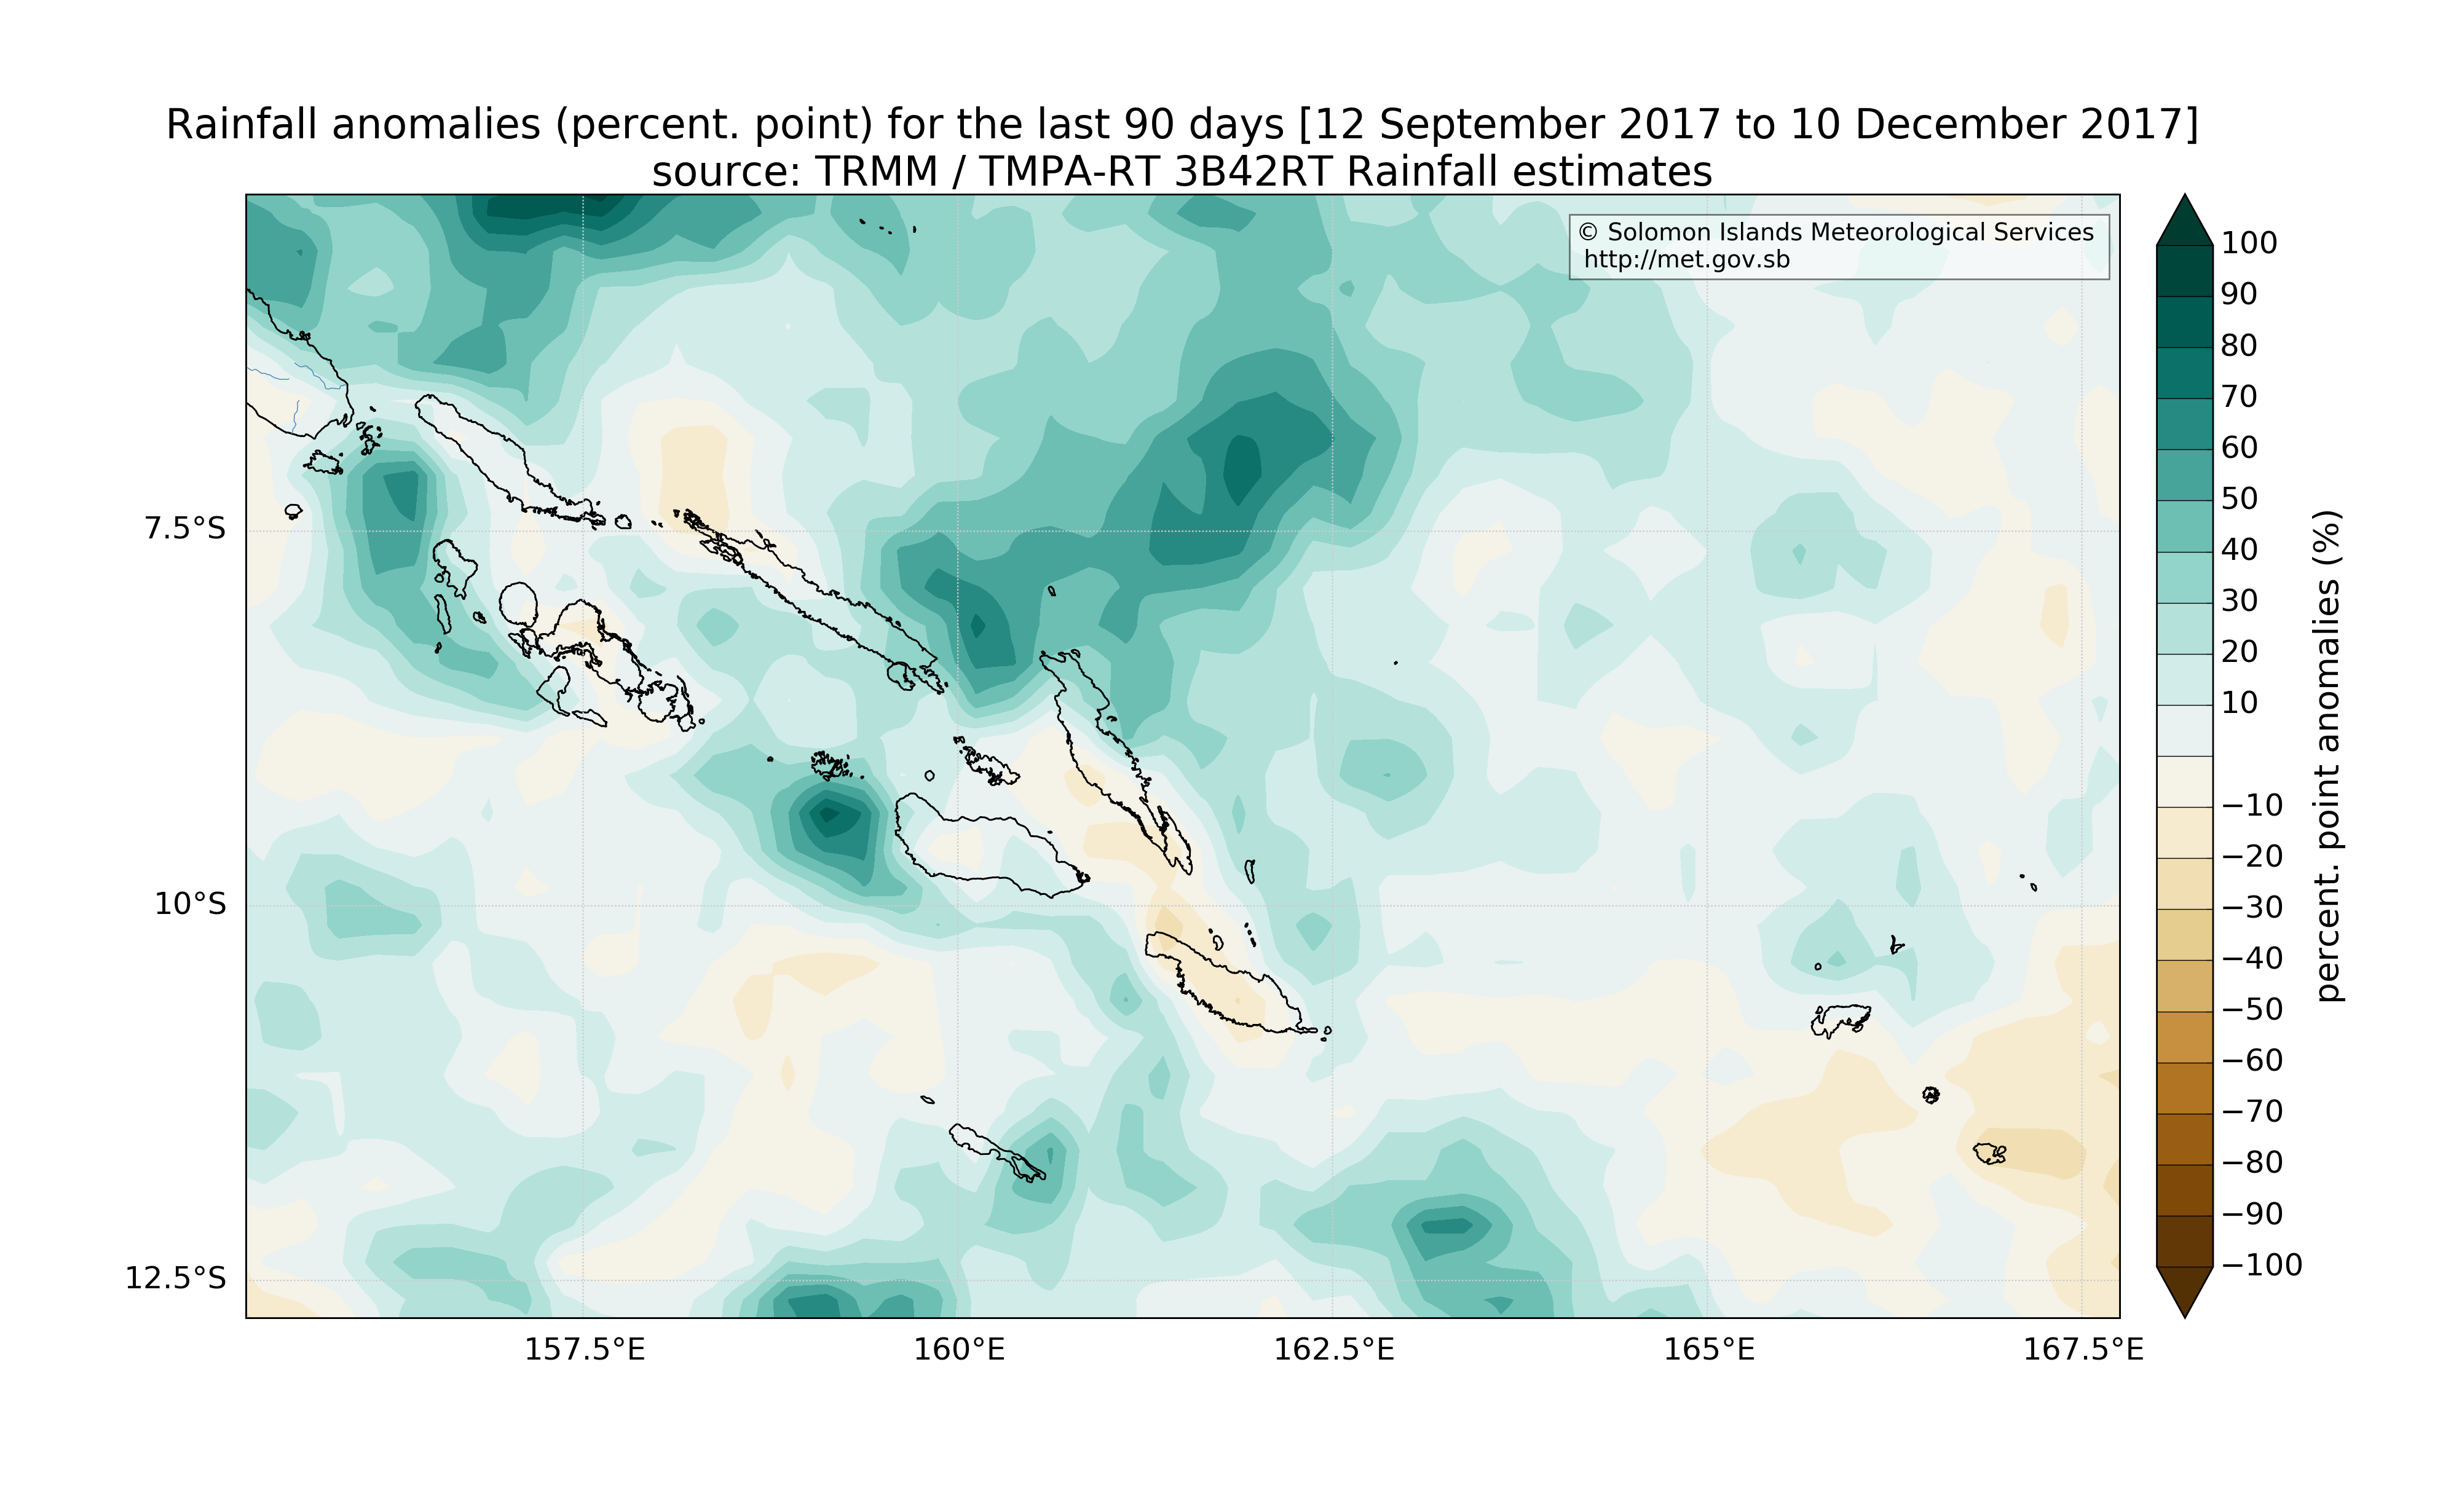 Rainfall anomalies (percent. point) for the last 90 days [12 September 2017 to 10 December 2017]
source: TRMM / TMPA-RT 3B42RT Rainfall estimates
© Solomon Islands Meteorological Services
http://met.gov.sb
7.5°S
10°S
12.5°S
157.5°E
160°E
162.5°E
165°E
167.5°E
100
90
80
70
60
50
40
30
20
10
−10
−20
−30
−40
−50
−60
−70
−80
−90
−100
percent. point anomalies (%)